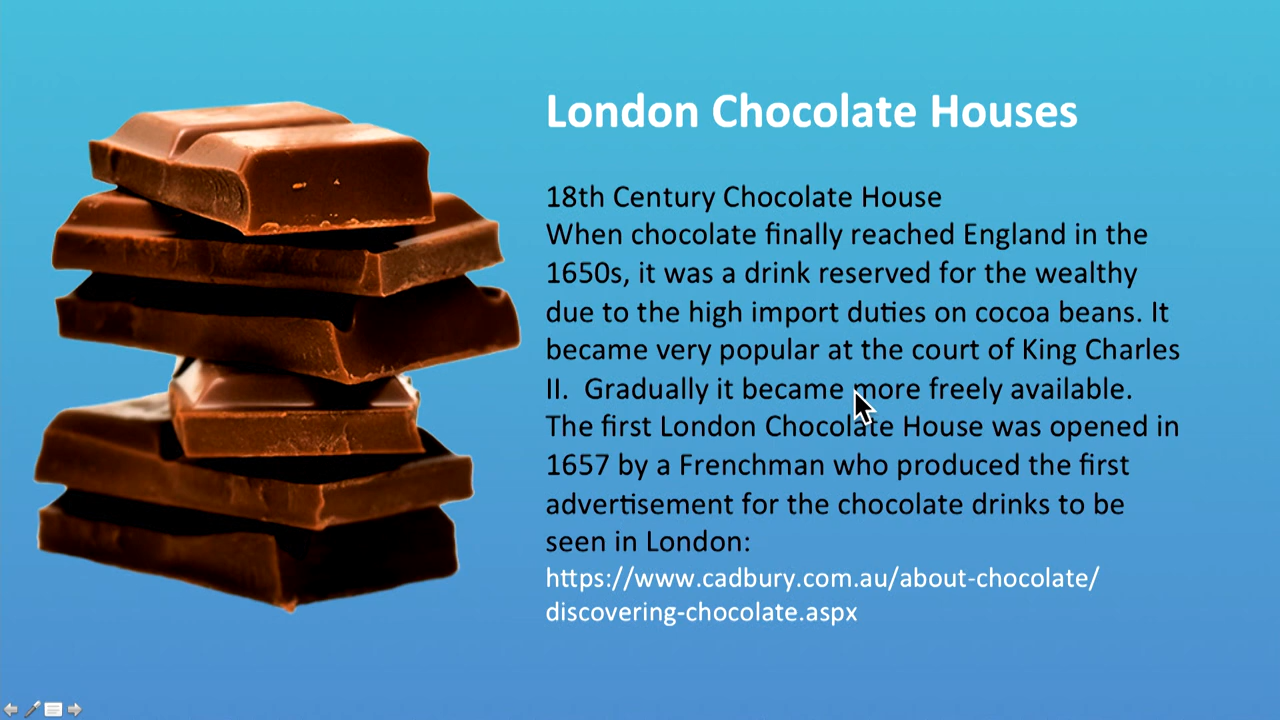 London Chocolate Houses
18th Century Chocolate House
When chocolate finally reached England in the
1650s, it was a drink reserved for the wealthy
due to the high import duties on cocoa beans. It
became very popular at the court of King Charles
II.  Gradually it became more freely available.
The first London Chocolate House was opened in
1657 by a Frenchman who produced the first
advertisement for the chocolate drinks to be
seen in London:
https://www.cadbury.com.au/about-chocolate/
discovering-chocolate.aspx